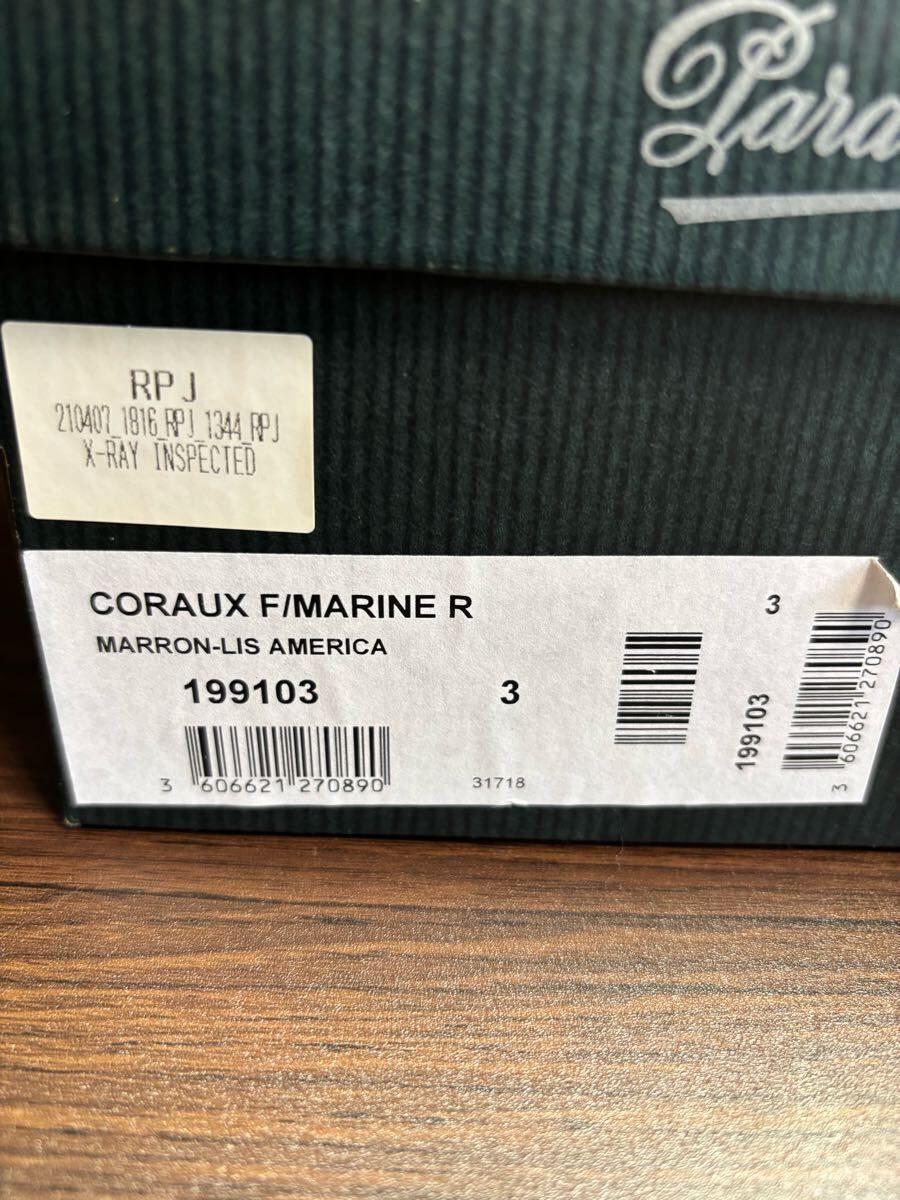 Para
RPJ
210407_1816_RPJ_1344_RPJ
X-RAY INSPECTED
CORAUX F/MARINE R
3
MARRON-LIS AMERICA
199103
3
3 606621 270890
31718
199103
3 606621 270890